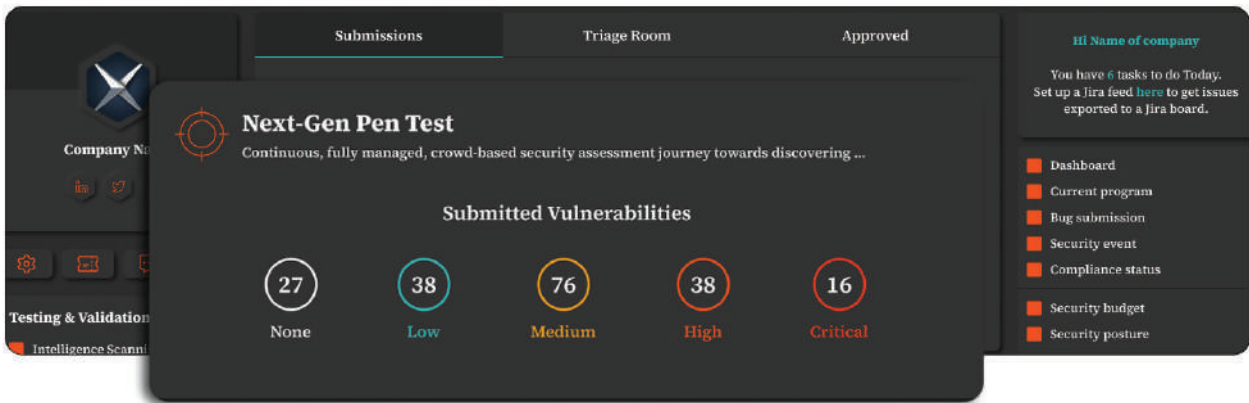 Submissions
Triage Room
Approved
Company
Testing & Validation
Intelligence
Next-Gen Pen Test
Continuous, fully managed, crowd-based security assessment journey towards discovering ...
Submitted Vulnerabilities
27
38
76
38
16
None
Low
Medium
High
Critical
Hi Name of company
You have 6 tasks to do Today.
Set up a Jira feed here to get issues
exported to a Jira board.
Dashboard
Current program
Bug submission
Security event
Compliance status
Security budget
Security posture